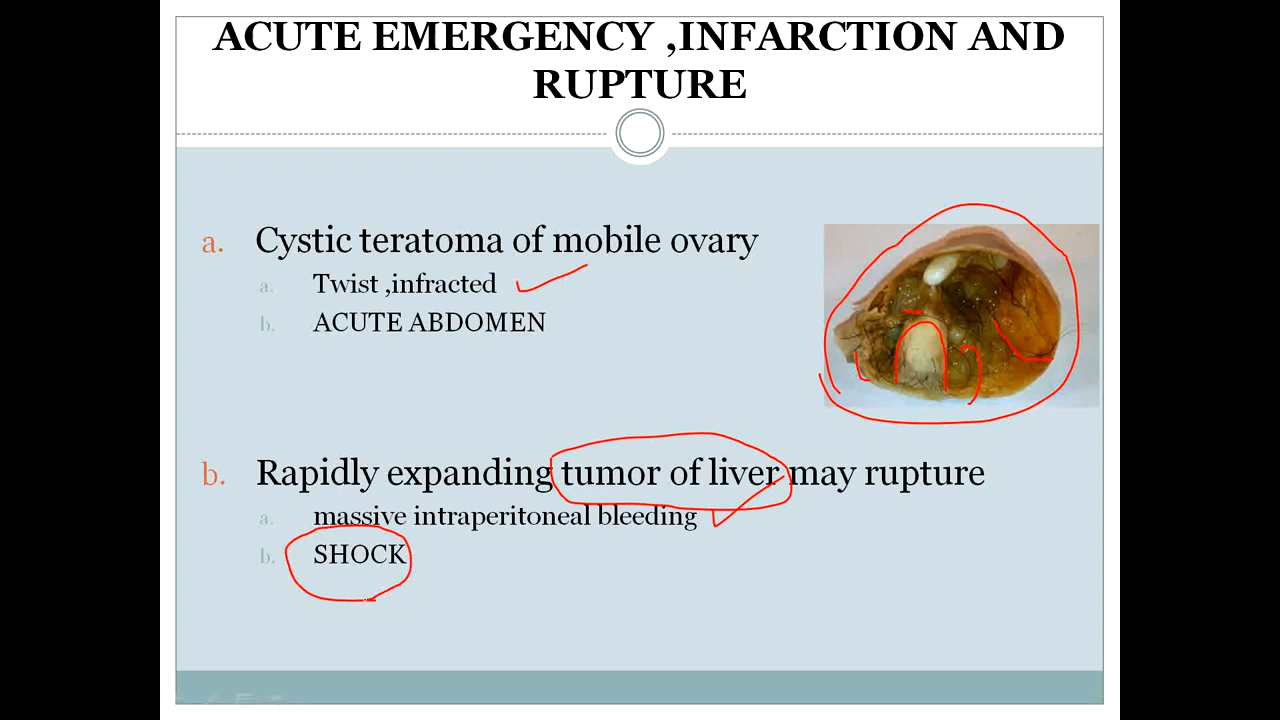 ACUTE EMERGENCY ,INFARCTION AND
RUPTURE
a. Cystic teratoma of mobile ovary
a. Twist ,infracted
b. ACUTE ABDOMEN
b. Rapidly expanding tumor of liver may rupture
a. massive intraperitoneal bleeding
b. SHOCK